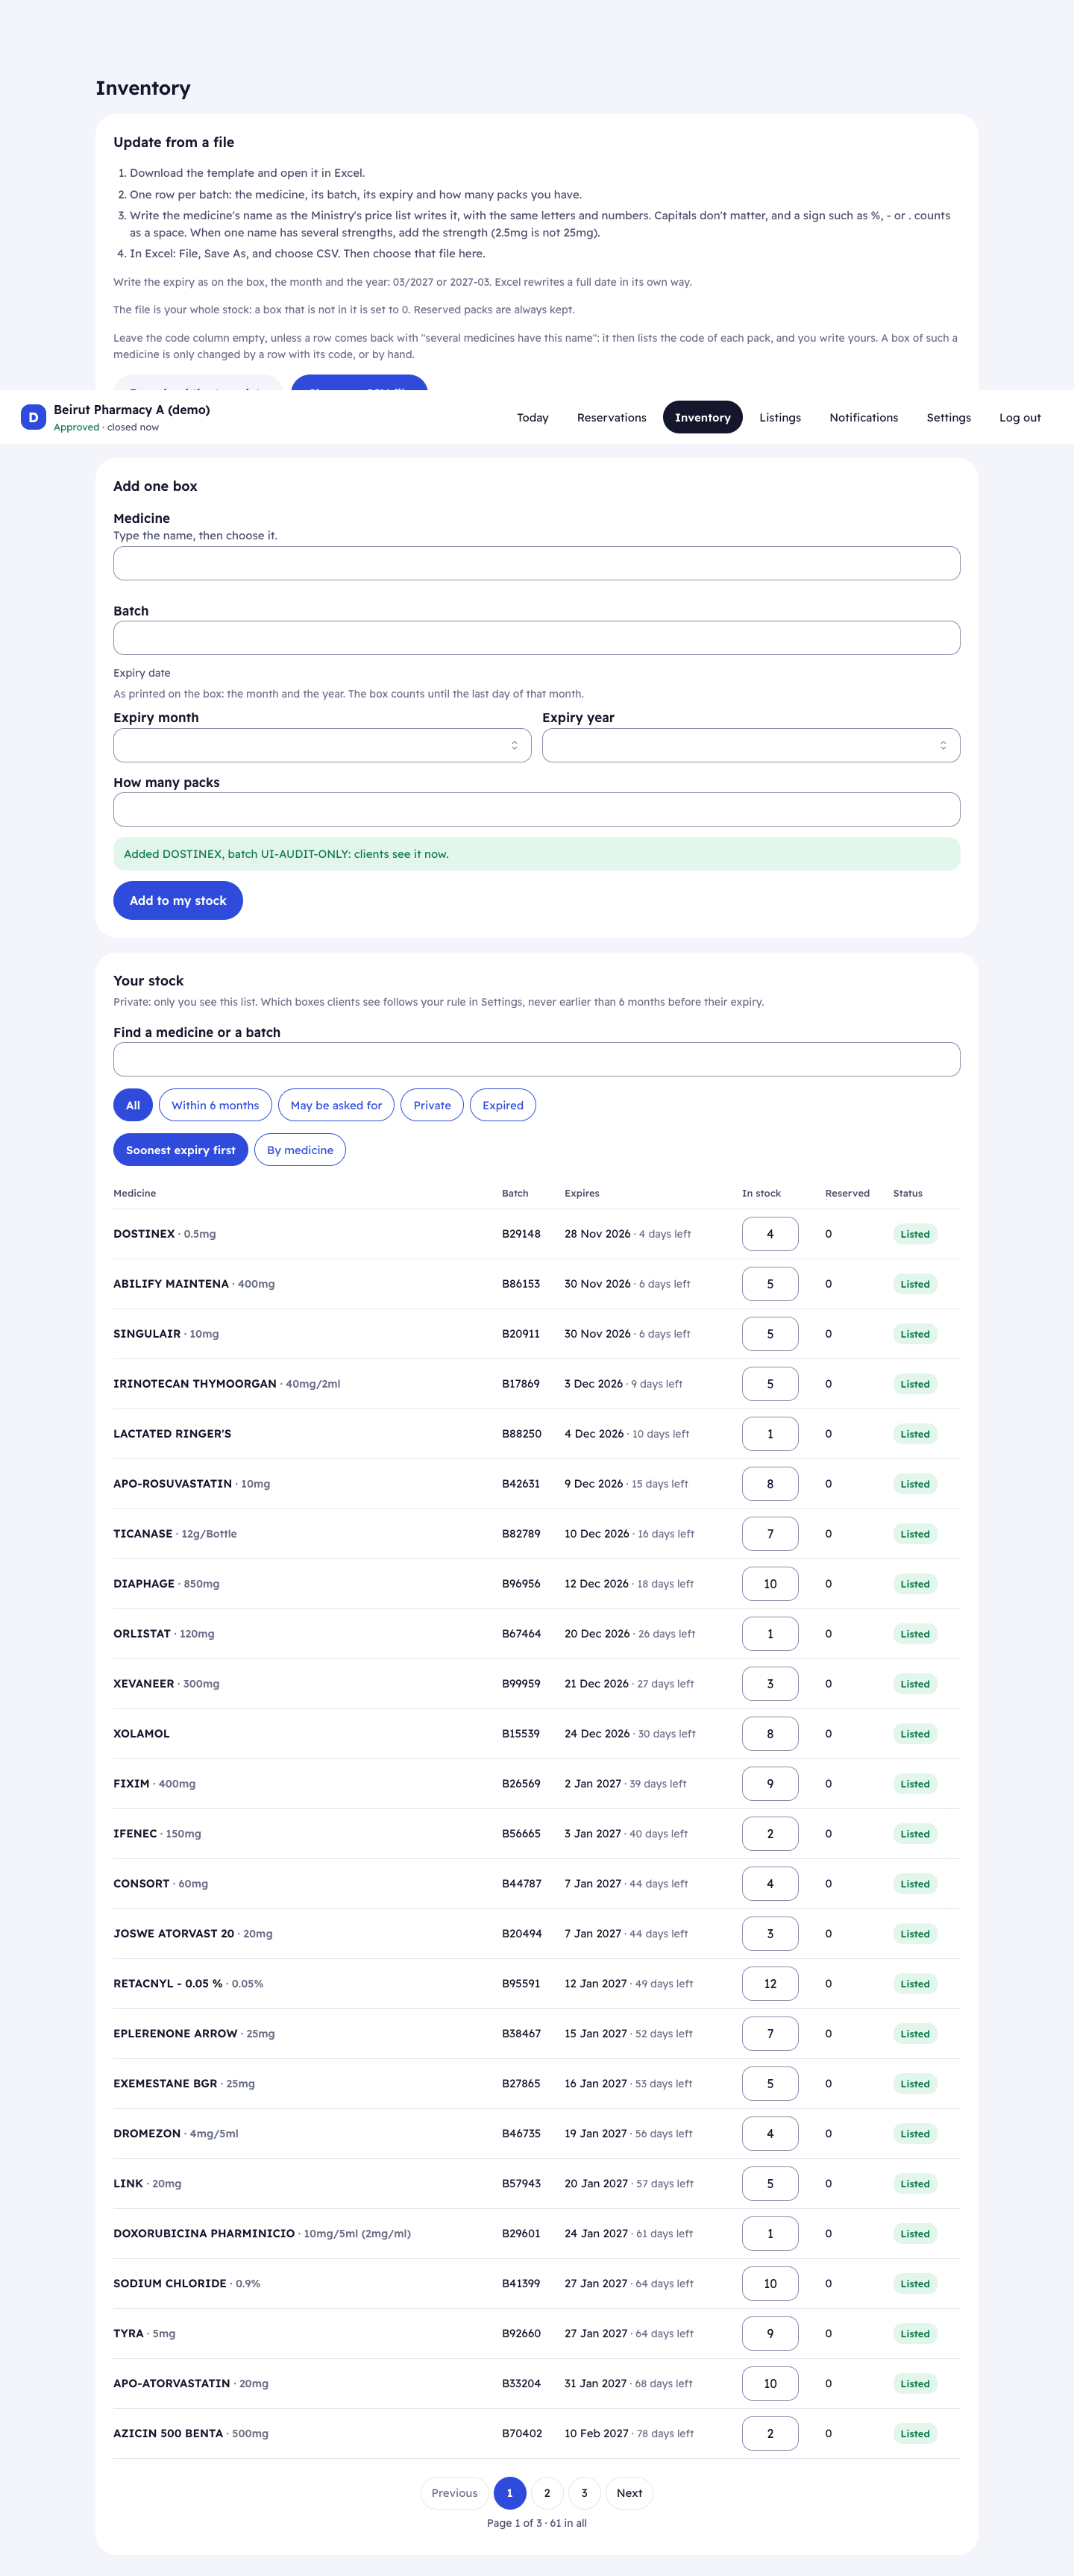 Inventory
Update from a file
1. Download the template and open it in Excel.
2. One row per batch: the medicine, its batch, its expiry and how many packs you have.
3. Write the medicine's name as the Ministry's price list writes it, with the same letters and numbers. Capitals don't matter, and a sign such as %, - or . counts
as a space. When one name has several strengths, add the strength (2.5mg is not 25mg).
4. In Excel: File, Save As, and choose CSV. Then choose that file here.
Write the expiry as on the box, the month and the year: 03/2027 or 2027-03. Excel rewrites a full date in its own way.
The file is your whole stock: a box that is not in it is set to 0. Reserved packs are always kept.
Leave the code column empty, unless a row comes back with "several medicines have this name": it then lists the code of each pack, and you write yours. A box of such a
medicine is only changed by a row with its code, or by hand.
D Beirut Pharmacy A (demo)
Approved · closed now
Today Reservations Inventory Listings Notifications Settings Log out
Add one box
Medicine
Type the name, then choose it.
Batch
Expiry date
As printed on the box: the month and the year. The box counts until the last day of that month.
Expiry month Expiry year
How many packs
Added DOSTINEX, batch UI-AUDIT-ONLY: clients see it now.
Add to my stock
Your stock
Private: only you see this list. Which boxes clients see follows your rule in Settings, never earlier than 6 months before their expiry.
Find a medicine or a batch
All Within 6 months May be asked for Private Expired
Soonest expiry first By medicine
Medicine Batch Expires In stock Reserved Status
DOSTINEX · 0.5mg B29148 28 Nov 2026 · 4 days left 4 0 Listed
ABILIFY MAINTENA · 400mg B86153 30 Nov 2026 · 6 days left 5 0 Listed
SINGULAIR · 10mg B20911 30 Nov 2026 · 6 days left 5 0 Listed
IRINOTECAN THYMOORGAN · 40mg/2ml B17869 3 Dec 2026 · 9 days left 5 0 Listed
LACTATED RINGER'S B88250 4 Dec 2026 · 10 days left 1 0 Listed
APO-ROSUVASTATIN · 10mg B42631 9 Dec 2026 · 15 days left 8 0 Listed
TICANASE · 12g/Bottle B82789 10 Dec 2026 · 16 days left 7 0 Listed
DIAPHAGE · 850mg B96956 12 Dec 2026 · 18 days left 10 0 Listed
ORLISTAT · 120mg B67464 20 Dec 2026 · 26 days left 1 0 Listed
XEVANEER · 300mg B99959 21 Dec 2026 · 27 days left 3 0 Listed
XOLAMOL B15539 24 Dec 2026 · 30 days left 8 0 Listed
FIXIM · 400mg B26569 2 Jan 2027 · 39 days left 9 0 Listed
IFENEC · 150mg B56665 3 Jan 2027 · 40 days left 2 0 Listed
CONSORT · 60mg B44787 7 Jan 2027 · 44 days left 4 0 Listed
JOSWE ATORVAST 20 · 20mg B20494 7 Jan 2027 · 44 days left 3 0 Listed
RETACNYL - 0.05 % · 0.05% B95591 12 Jan 2027 · 49 days left 12 0 Listed
EPLERENONE ARROW · 25mg B38467 15 Jan 2027 · 52 days left 7 0 Listed
EXEMESTANE BGR · 25mg B27865 16 Jan 2027 · 53 days left 5 0 Listed
DROMEZON · 4mg/5ml B46735 19 Jan 2027 · 56 days left 4 0 Listed
LINK · 20mg B57943 20 Jan 2027 · 57 days left 5 0 Listed
DOXORUBICINA PHARMINICIO · 10mg/5ml (2mg/ml) B29601 24 Jan 2027 · 61 days left 1 0 Listed
SODIUM CHLORIDE · 0.9% B41399 27 Jan 2027 · 64 days left 10 0 Listed
TYRA · 5mg B92660 27 Jan 2027 · 64 days left 9 0 Listed
APO-ATORVASTATIN · 20mg B33204 31 Jan 2027 · 68 days left 10 0 Listed
AZICIN 500 BENTA · 500mg B70402 10 Feb 2027 · 78 days left 2 0 Listed
Previous 1 2 3 Next
Page 1 of 3 · 61 in all